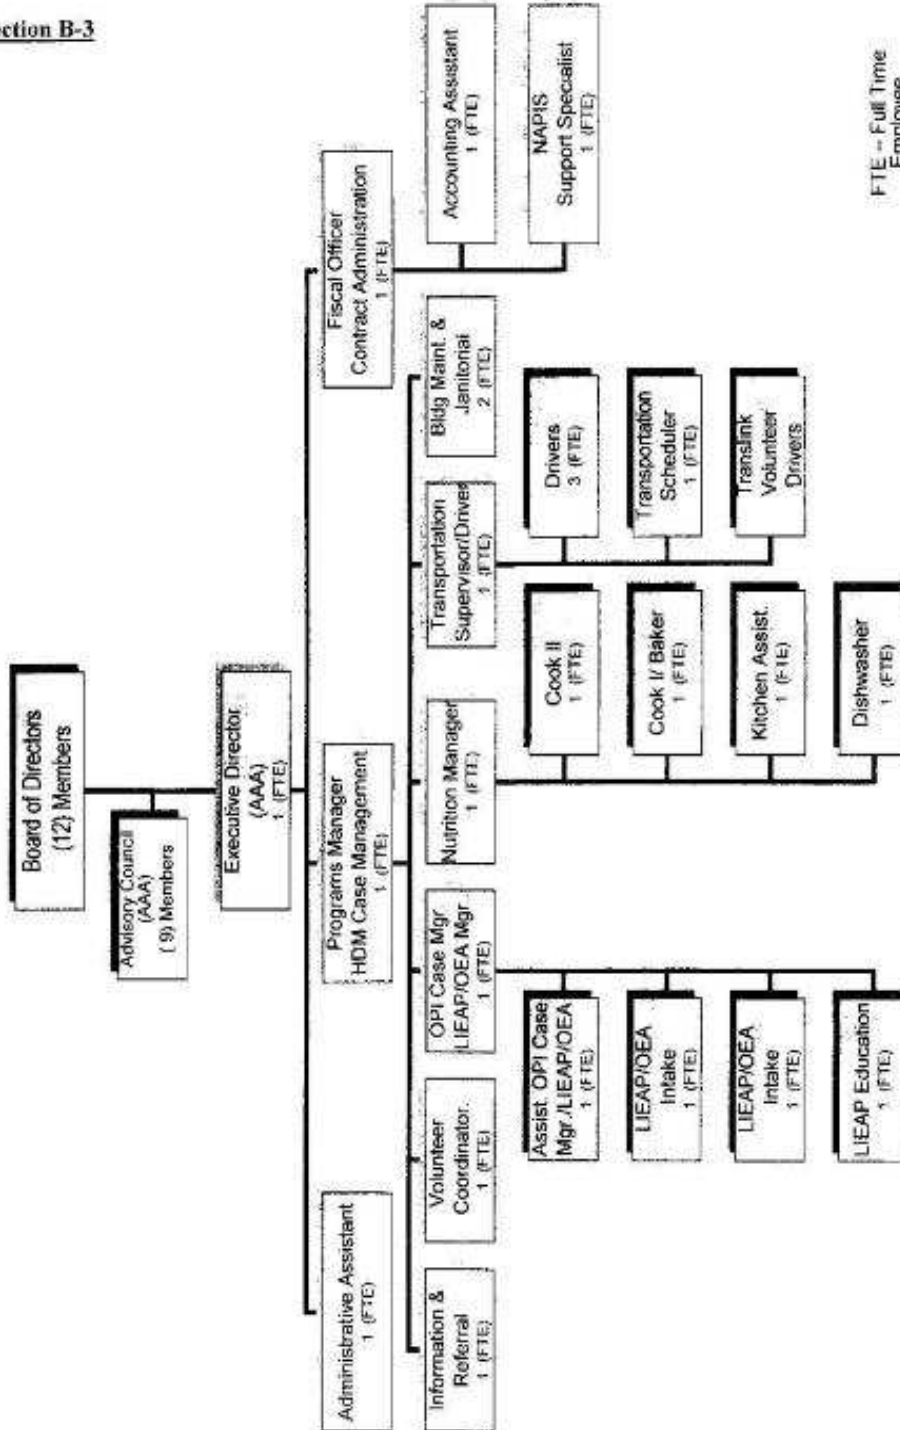 ction B-3
Board of Directors
(12) Members
Advisory Council
(AAA)
( 9) Members
Executive Director
(AAA)
1 (FTE)
Administrative Assistant
1 (FTE)
Programs Manager
HDM Case Management
1 (FTE)
Fiscal Officer
Contract Administration
1 (FTE)
Information &
Referral
1 (FTE)
Volunteer
Coordinator.
1 (FTE)
OPI Case Mgr
LIEAP/OEA Mgr
1 (FTE)
Nutrition Manager
1 (FTE)
Transportation
Supervisor/Driver
1 (FTE)
Bldg Maint. &
Janitorial
2 (FTE)
Accounting Assistant
1 (FTE)
NAPIS
Support Specialist
1 (FTE)
Assist. OPI Case
Mgr./LIEAP/OEA
1 (FTE)
LIEAP/OEA
Intake
1 (FTE)
LIEAP/OEA
Intake
1 (FTE)
LIEAP Education
1 (FTE)
Cook II
1 (FTE)
Cook I/ Baker
1 (FTE)
Kitchen Assist.
1 (FTE)
Dishwasher
1 (FTE)
Drivers
3 (FTE)
Transportation
Scheduler
1 (FTE)
Translink
Volunteer
Drivers
FTE -- Full Time
Employee